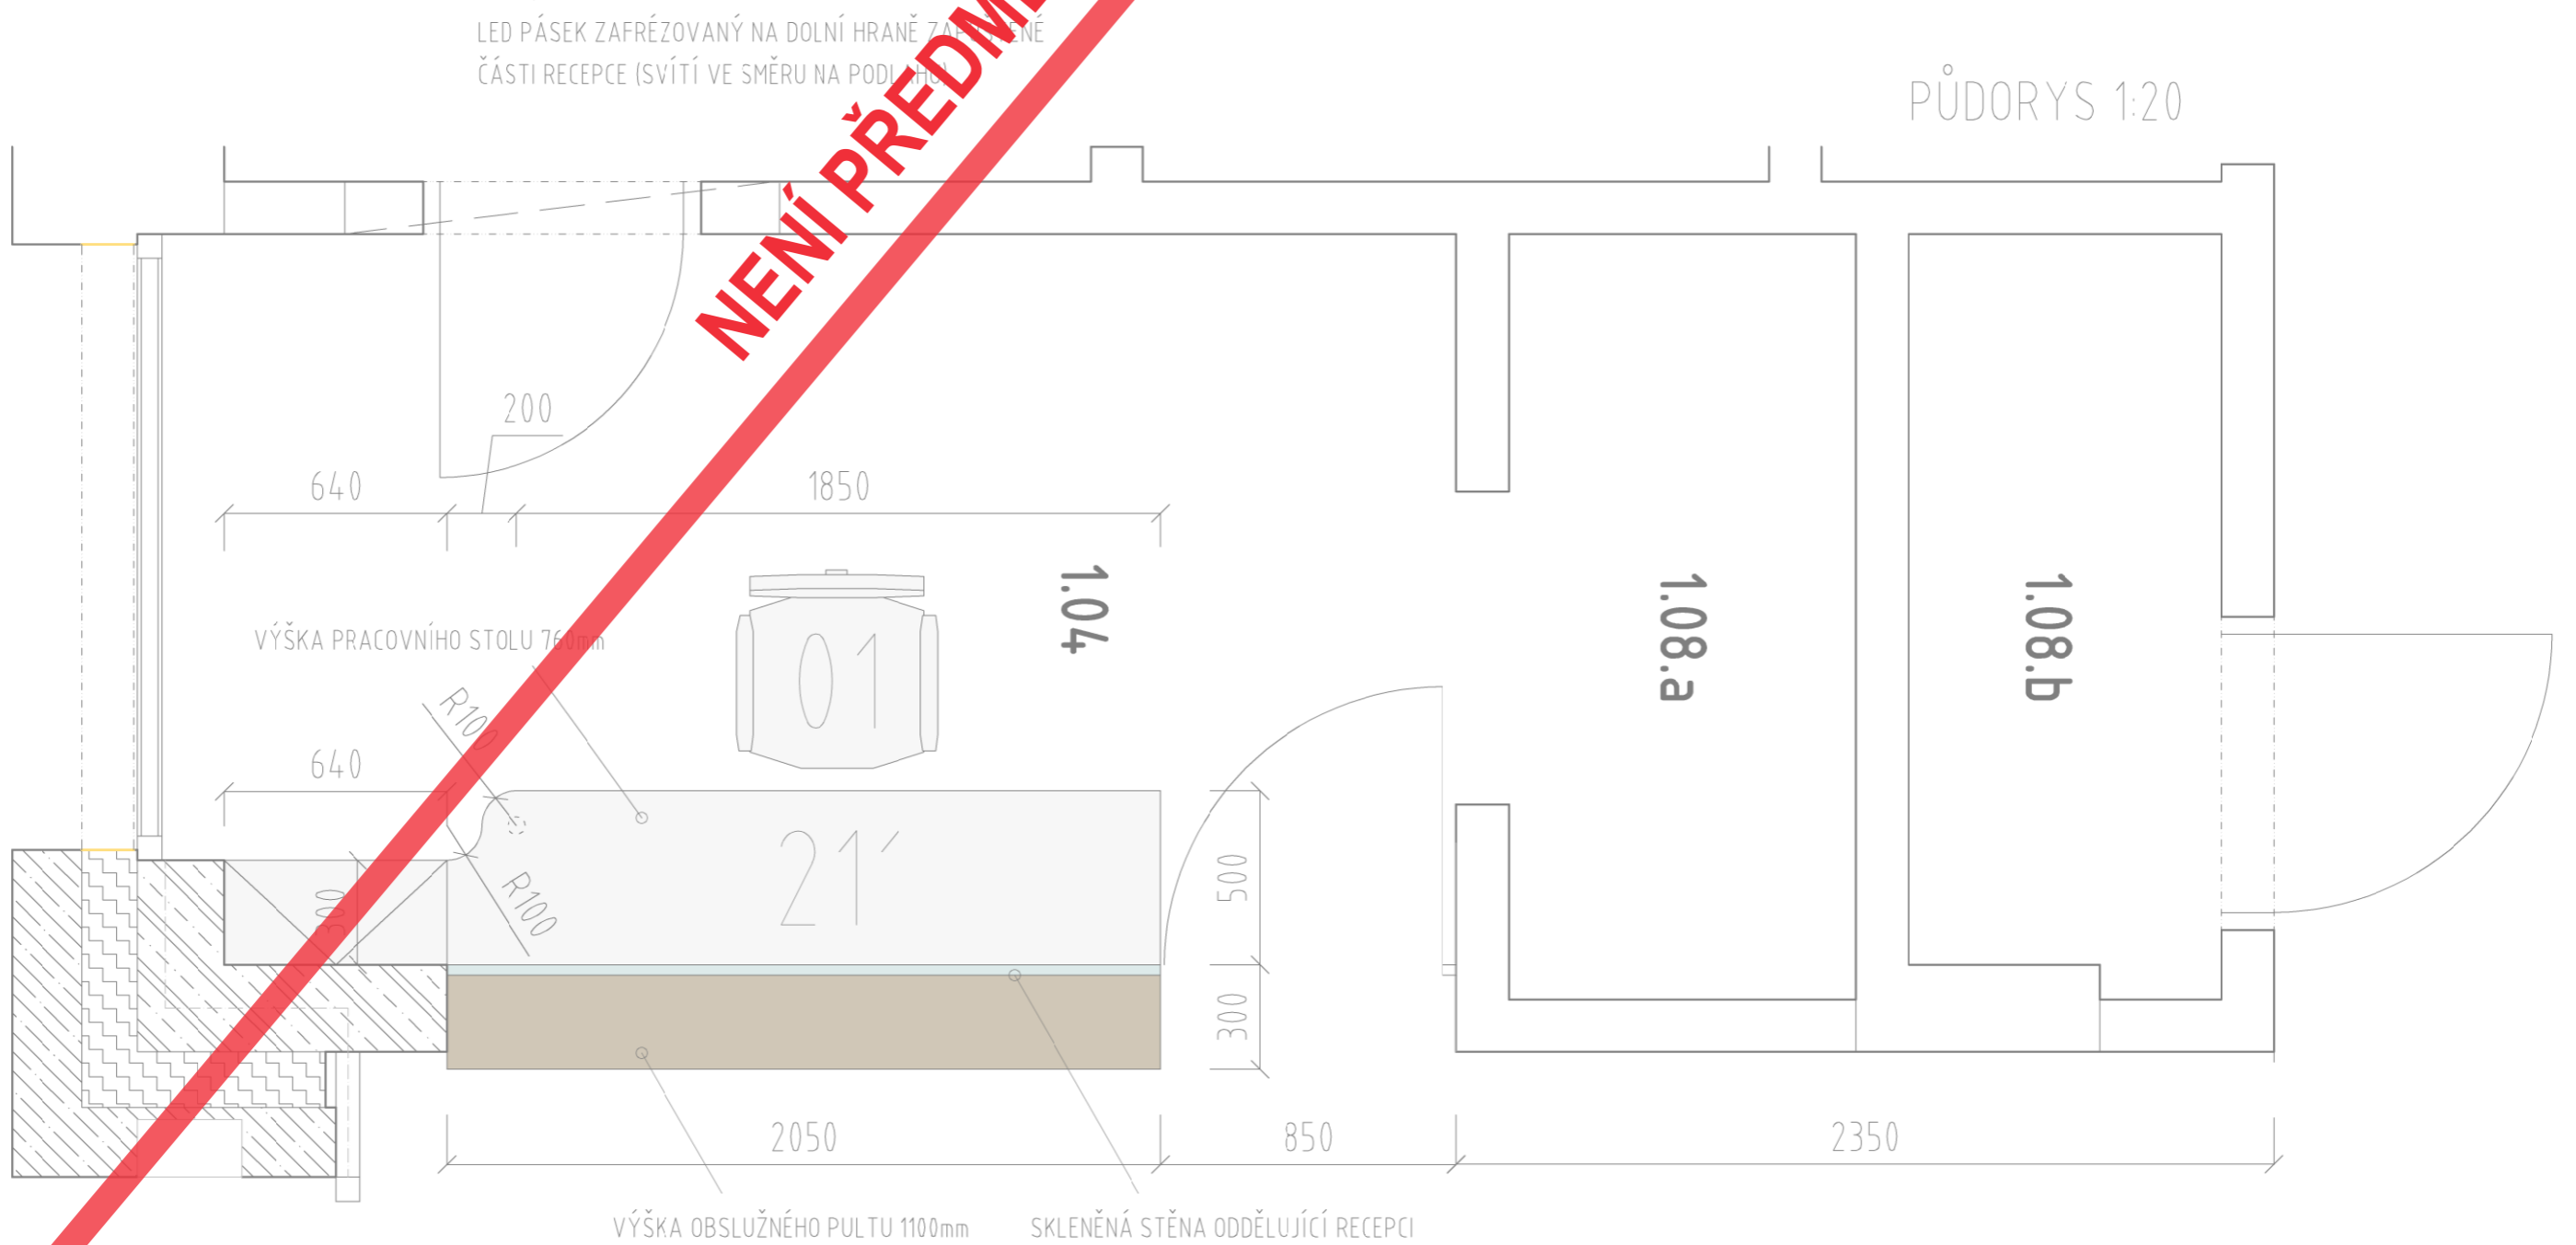 LED PÁSEK ZAFRÉZOVANÝ NA DOLNÍ HRANĚ
ČÁSTI RECEPCE (SVÍTÍ VE SMĚRU NA PODLAHU)
PŮDORYS 1:20
NENÍ
200
640
1850
1.04
1.08.a
1.08.b
VÝŠKA PRACOVNÍHO STOLU 760mm
01
R100
640
21'
500
300
R100
300
2050
850
2350
VÝŠKA OBSLUŽNÉHO PULTU 1100mm
SKLENĚNÁ STĚNA ODDĚLUJÍCÍ RECEPCI